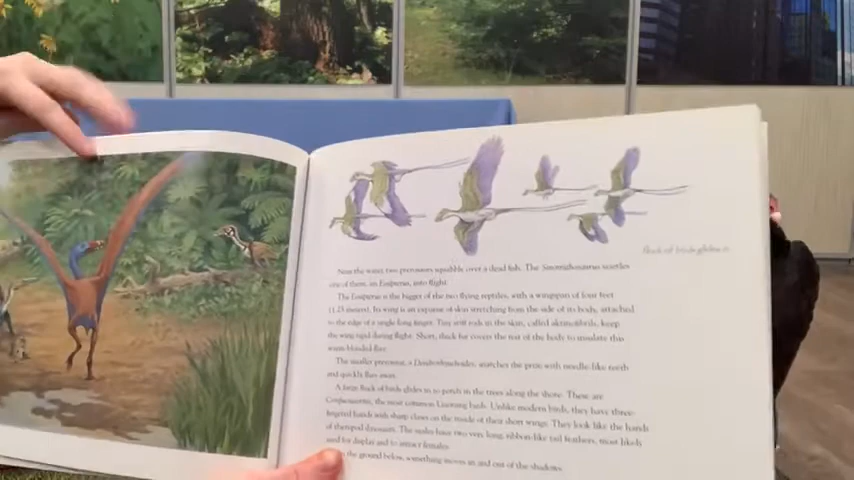 Flock of birds gliding in
Near the water, two pterosaurs squabble over a dead fish. The Sinornithosaurus startles
one of them, an Eosipterus, into flight.
The Eosipterus is the bigger of the two flying reptiles, with a wingspan of four feet
(1.25 meters). Its wing is an expanse of skin stretching from the side of its body, attached
to the edge of a single long finger. Tiny stiff rods in the skin, called aktinofibrils, keep
the wing rigid during flight. Short, thick fur covers the rest of the body to insulate this
warm-blooded flier.
The smaller pterosaur, a Dendrorhynchoides, snatches the prize with needle-like teeth
and quickly flies away.
A large flock of birds glides in to perch in the trees along the shore. These are
Confuciusornis, the most common Liaoning bird. Unlike modern birds, they have three-
fingered hands with sharp claws on the inside of their short wings. They look like the hands
of theropod dinosaurs. The males have two very long, ribbon-like tail feathers, most likely
used for display and to attract females.
the ground below, something moves in and out of the shadows.